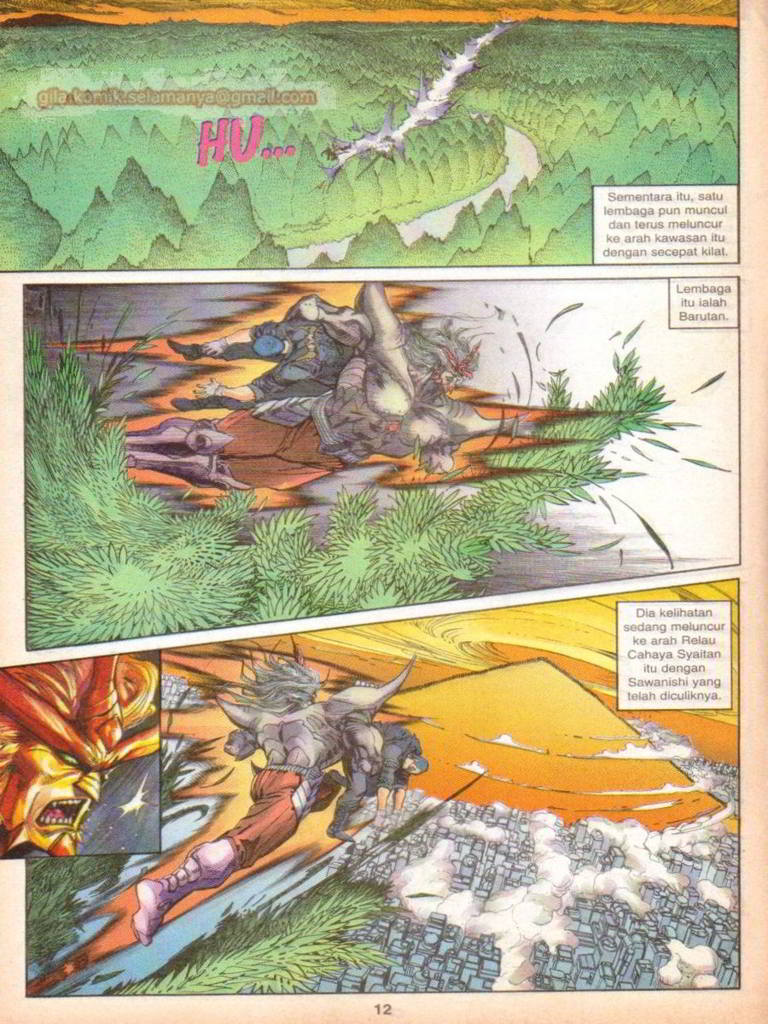 gila.komik.selamanya@gmail.com
HU...
Sementara itu, satu
lembaga pun muncul
dan terus meluncur
ke arah kawasan itu
dengan secepat kilat.
Lembaga
itu ialah
Barutan.
Dia kelihatan
sedang meluncur
ke arah Relau
Cahaya Syaitan
itu dengan
Sawanishi yang
telah diculiknya.
12